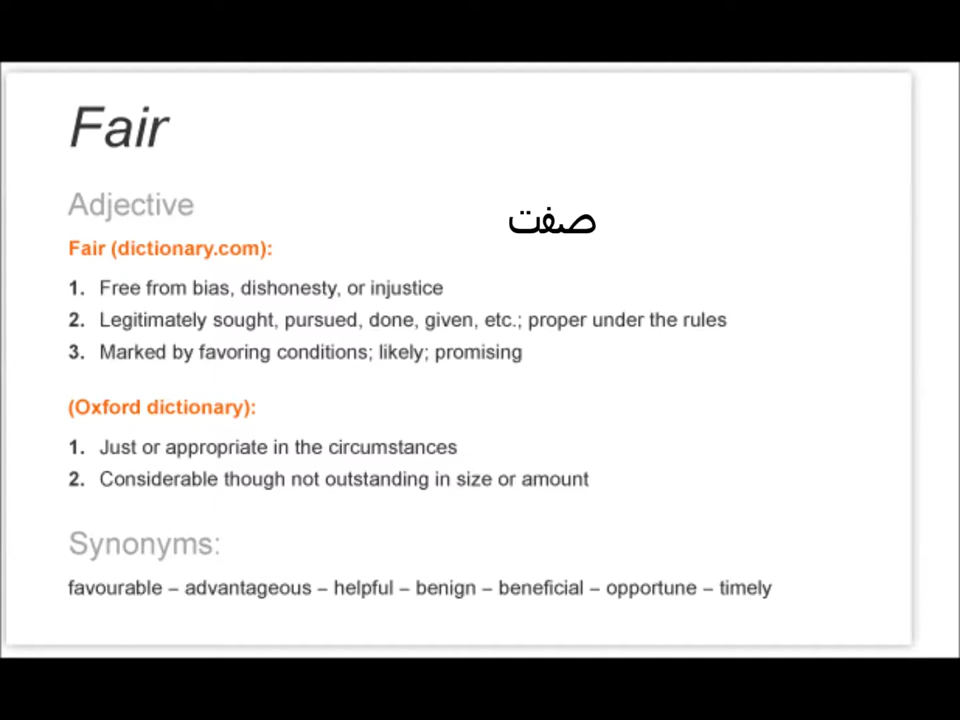 Fair
Adjective
صفت
Fair (dictionary.com):
1. Free from bias, dishonesty, or injustice
2. Legitimately sought, pursued, done, given, etc.; proper under the rules
3. Marked by favoring conditions; likely; promising
(Oxford dictionary):
1. Just or appropriate in the circumstances
2. Considerable though not outstanding in size or amount
Synonyms:
favourable – advantageous – helpful – benign – beneficial – opportune – timely